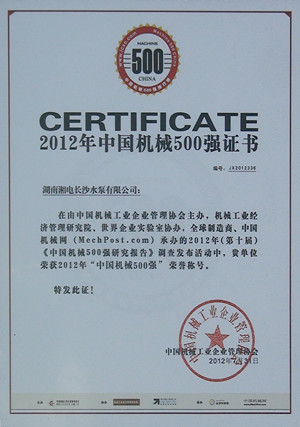 MACHINE
500
CHINA
CERTIFICATE
2012年中国机械500强证书
编号：JX2012338
湖南湘电长沙水泵有限公司：
在由中国机械工业企业管理协会主办，机械工业经
济管理研究院、世界企业实验室协办，全球制造商、中国
机械网（MechPost.com）承办的2012年（第十届）
《中国机械500强研究报告》调查发布活动中，贵单位
荣获2012年“中国机械500强”荣誉称号。
特发此证！
中国机械工业企业管理协会
2012年7月31日